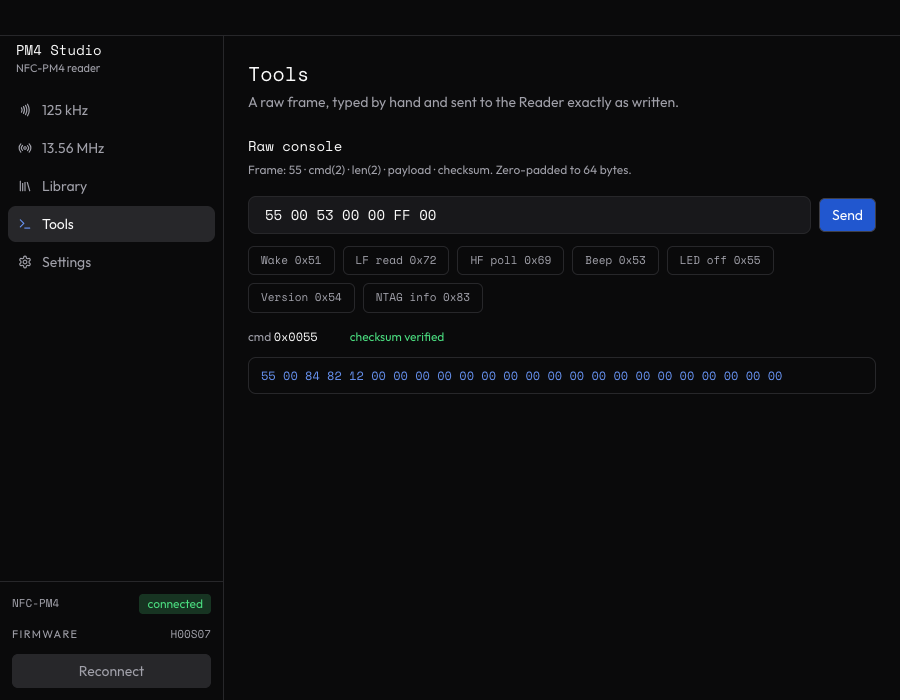 PM4 Studio
NFC-PM4 reader
125 kHz
13.56 MHz
Library
Tools
Settings
NFC-PM4 connected
FIRMWARE H00S07
Reconnect
Tools
A raw frame, typed by hand and sent to the Reader exactly as written.
Raw console
Frame: 55 · cmd(2) · len(2) · payload · checksum. Zero-padded to 64 bytes.
55 00 53 00 00 FF 00 Send
Wake 0x51 LF read 0x72 HF poll 0x69 Beep 0x53 LED off 0x55
Version 0x54 NTAG info 0x83
cmd 0x0055 checksum verified
55 00 84 82 12 00 00 00 00 00 00 00 00 00 00 00 00 00 00 00 00 00 00 00